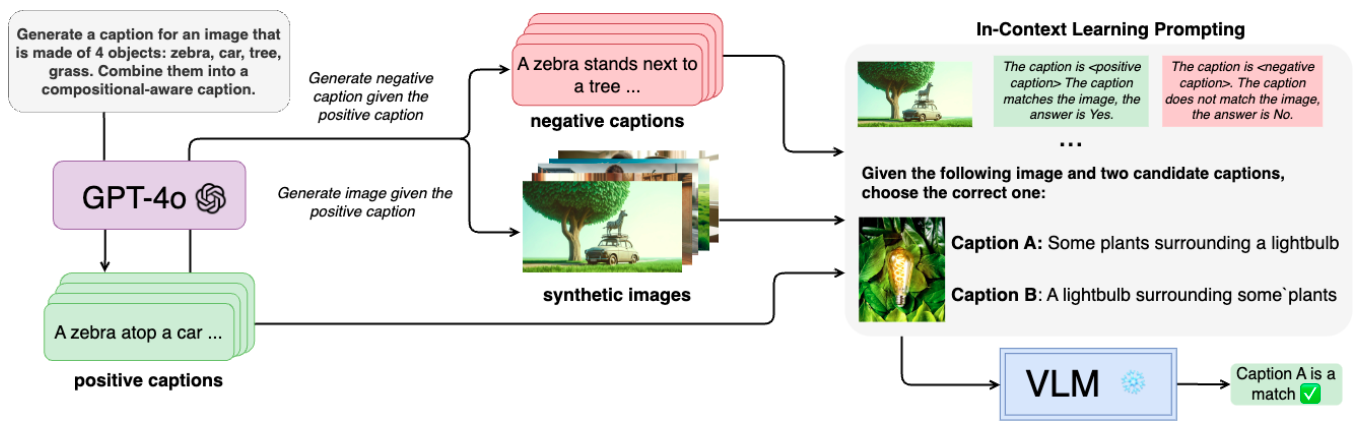 Generate a caption for an image that
is made of 4 objects: zebra, car, tree,
grass. Combine them into a
compositional-aware caption.
GPT-4o
A zebra atop a car ...
positive captions
Generate negative
caption given the
positive caption
Generate image given the
positive caption
A zebra stands next to
a tree ...
negative captions
synthetic images
In-Context Learning Prompting
The caption is <positive
caption> The caption
matches the image, the
answer is Yes.
The caption is <negative
caption>. The caption
does not match the image,
the answer is No.
...
Given the following image and two candidate captions,
choose the correct one:
Caption A: Some plants surrounding a lightbulb
Caption B: A lightbulb surrounding some`plants
VLM
Caption A is a
match ✅